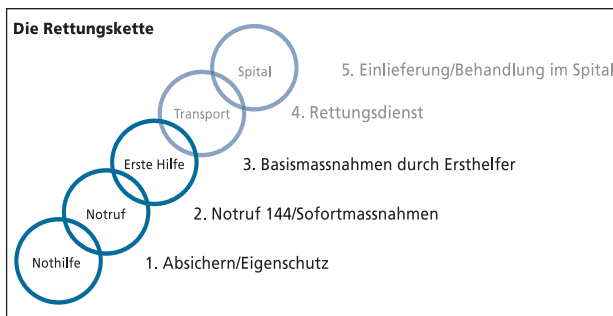 Die Rettungskette
Spital
5. Einlieferung/Behandlung im Spital
Transport
4. Rettungsdienst
Erste Hilfe
3. Basismassnahmen durch Ersthelfer
Notruf
2. Notruf 144/Sofortmassnahmen
Nothilfe
1. Absichern/Eigenschutz